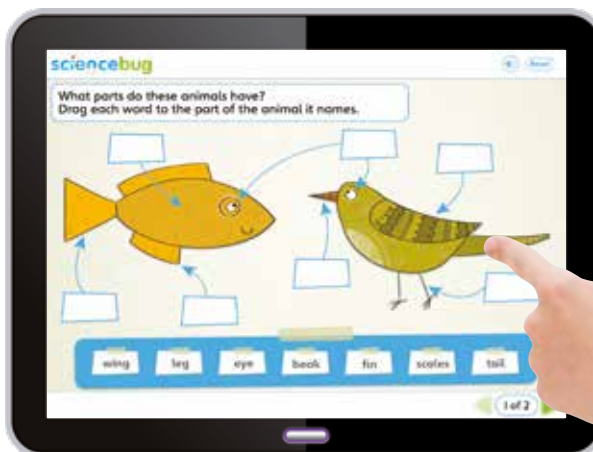 sciencebug
Reset
What parts do these animals have?
Drag each word to the part of the animal it names.
wing
leg
eye
beak
fin
scales
tail
1 of 2